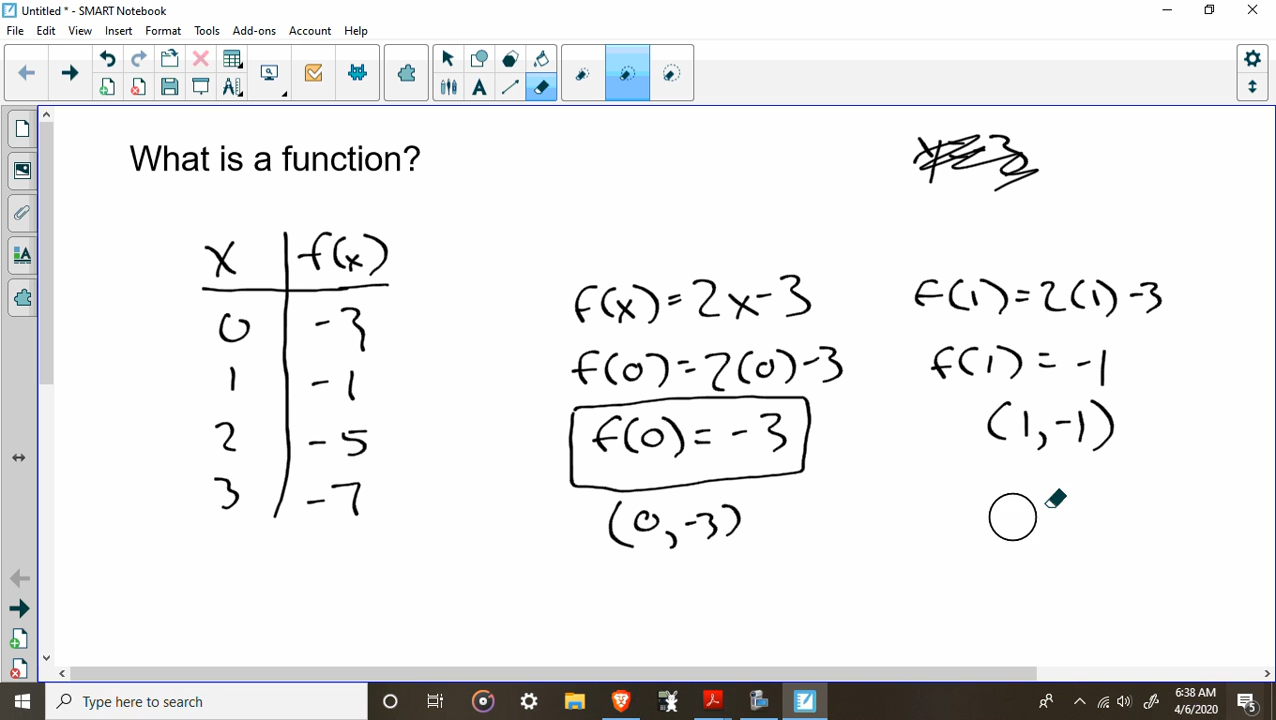 Untitled * - SMART Notebook
File Edit View Insert Format Tools Add-ons Account Help
What is a function?
x f(x)
0 -3
1 -1
2 -5
3 -7
f(x)=2x-3
f(0)=2(0)-3
f(0)=-3
(0,-3)
f(1)=2(1)-3
f(1)=-1
(1,-1)
Type here to search
6:38 AM
4/6/2020
5